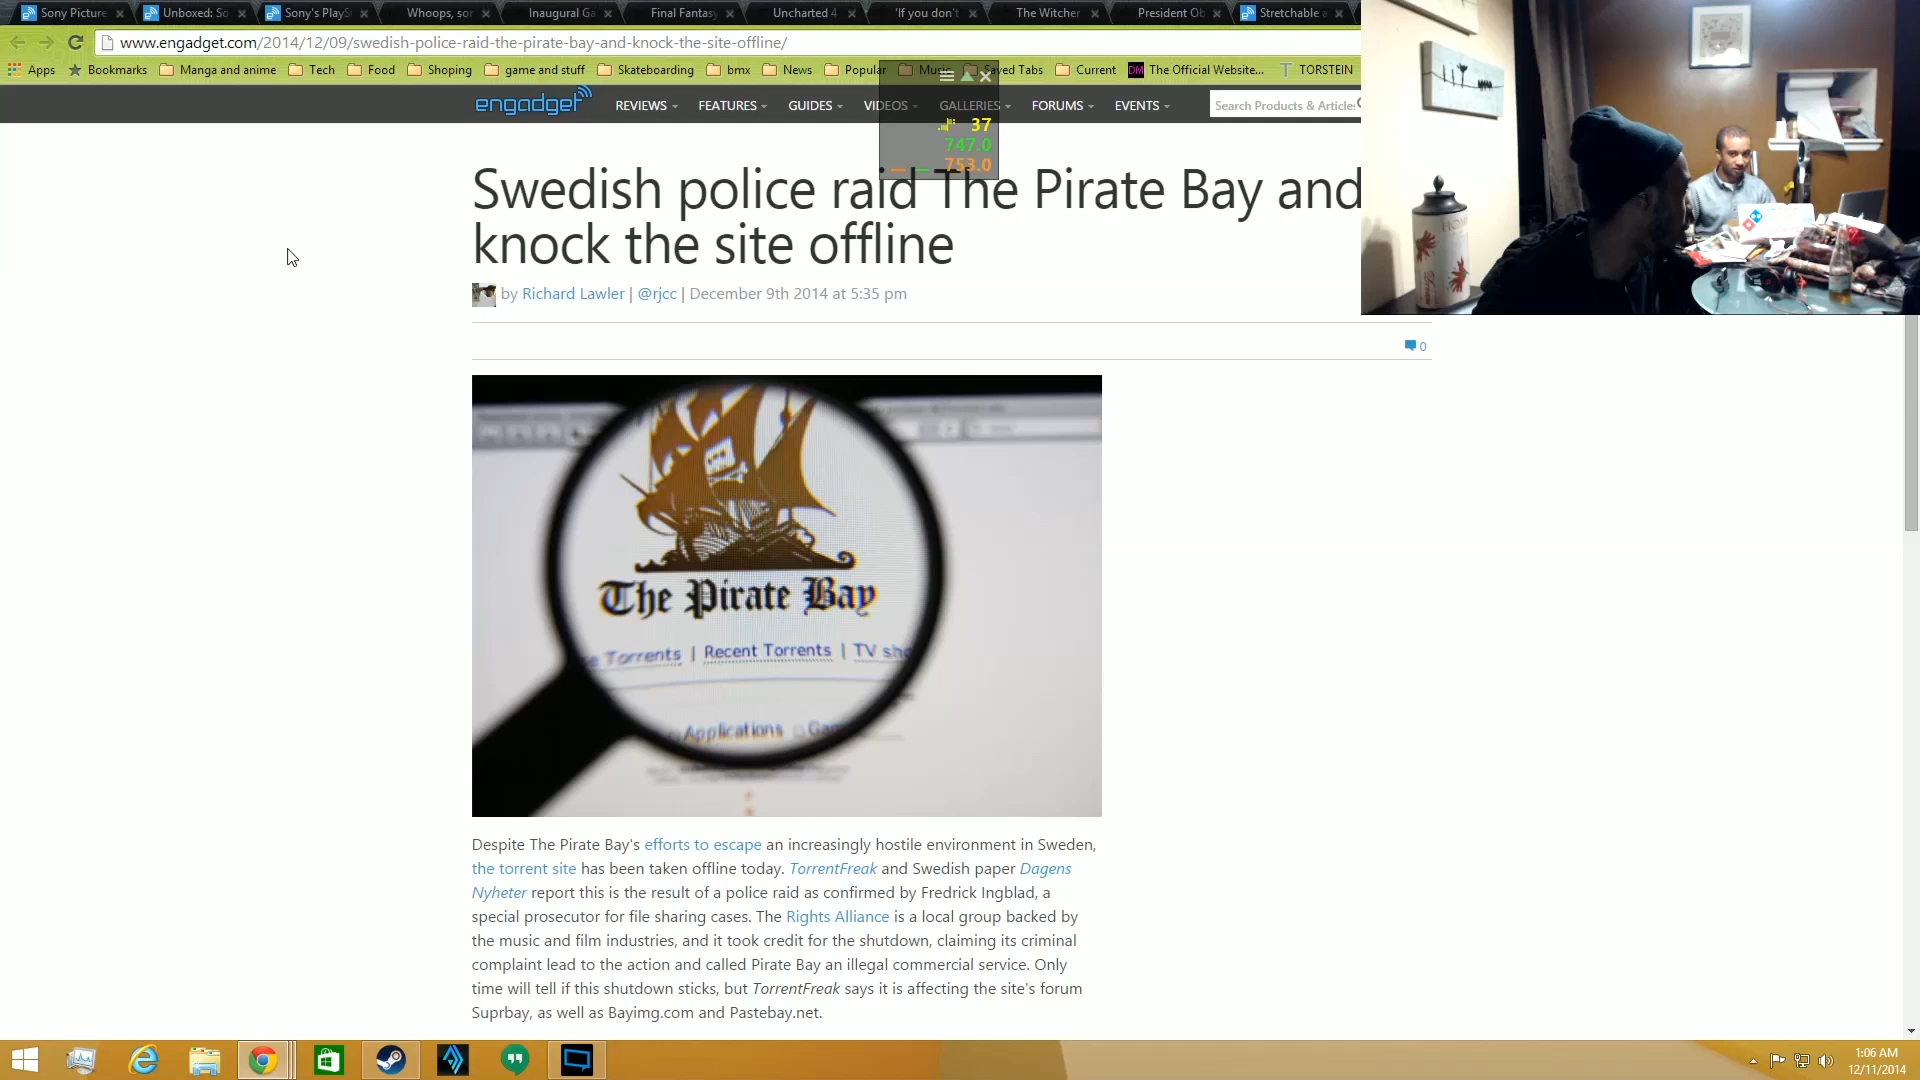 Sony Picture
Unboxed: So
Sony's PlaySt
Whoops, sor
Inaugural Ga
Final Fantasy
Uncharted 4
'If you don't
The Witcher
President Ob
Stretchable a
www.engadget.com/2014/12/09/swedish-police-raid-the-pirate-bay-and-knock-the-site-offline/
Apps
Bookmarks
Manga and anime
Tech
Food
Shoping
game and stuff
Skateboarding
bmx
News
Popular
Music
Saved Tabs
Current
DM
The Official Website...
TORSTEIN
engadget
REVIEWS
FEATURES
GUIDES
VIDEOS
GALLERIES
FORUMS
EVENTS
Search Products & Articles
37
747.0
753.0
Swedish police raid The Pirate Bay and
knock the site offline
by Richard Lawler | @rjcc | December 9th 2014 at 5:35 pm
0
HOME
The Pirate Bay
Torrents | Recent Torrents | TV sho
Applications
Gam
Despite The Pirate Bay's efforts to escape an increasingly hostile environment in Sweden,
the torrent site has been taken offline today. TorrentFreak and Swedish paper Dagens
Nyheter report this is the result of a police raid as confirmed by Fredrick Ingblad, a
special prosecutor for file sharing cases. The Rights Alliance is a local group backed by
the music and film industries, and it took credit for the shutdown, claiming its criminal
complaint lead to the action and called Pirate Bay an illegal commercial service. Only
time will tell if this shutdown sticks, but TorrentFreak says it is affecting the site's forum
Suprbay, as well as Bayimg.com and Pastebay.net.
1:06 AM
12/11/2014